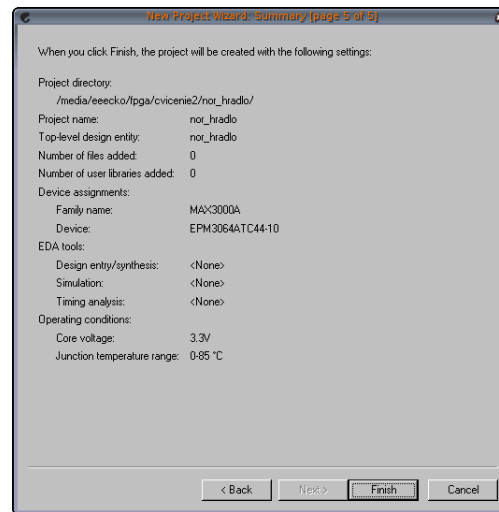 New Project Wizard: Summary [page 5 of 5]
When you click Finish, the project will be created with the following settings:
Project directory:
/media/eeecko/fpga/cvicenie2/nor_hradlo/
Project name: nor_hradlo
Top-level design entity: nor_hradlo
Number of files added: 0
Number of user libraries added: 0
Device assignments:
Family name: MAX3000A
Device: EPM3064ATC44-10
EDA tools:
Design entry/synthesis: <None>
Simulation: <None>
Timing analysis: <None>
Operating conditions:
Core voltage: 3.3V
Junction temperature range: 0-85 °C
< Back Next > Finish Cancel